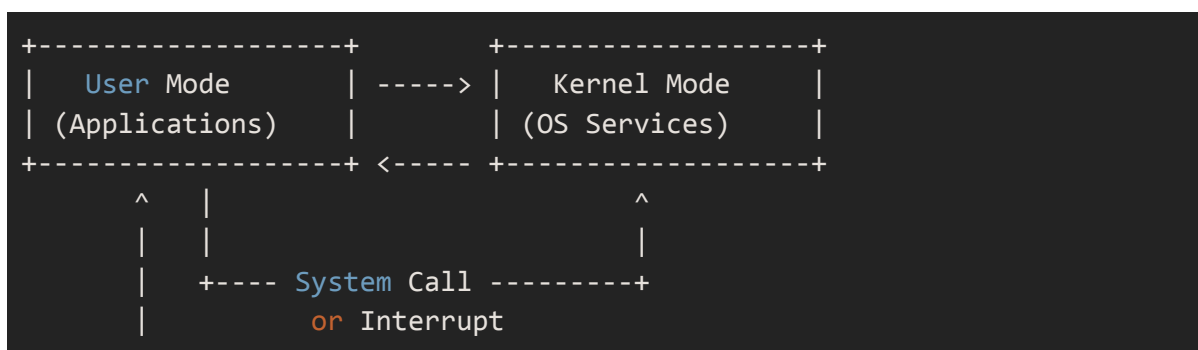 +-------------------+        +-------------------+
|   User Mode       | -----> |   Kernel Mode     |
| (Applications)    |        | (OS Services)     |
+-------------------+ <----- +-------------------+
       ^   |                          ^
       |   |                          |
       |   +---- System Call ---------+
       |          or Interrupt